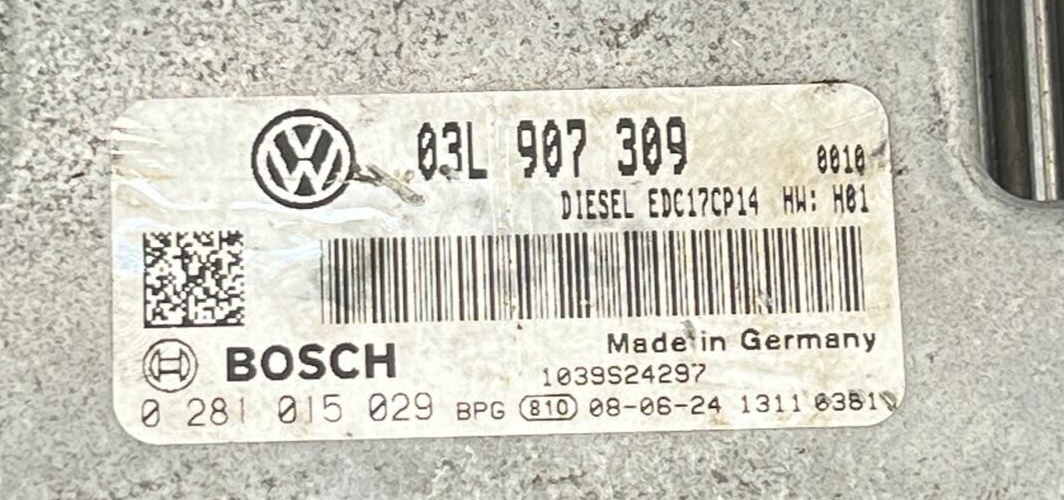 03L 907 309
0010
DIESEL EDC17CP14 HW: H01
Made in Germany
BOSCH
1039S24297
0 281 015 029 BPG 810 08-06-24 1311 0381